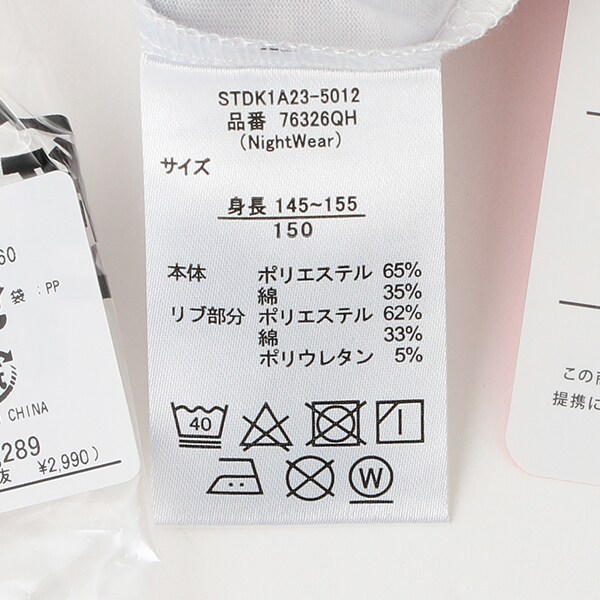 STDK1A23-5012
品番 76326QH
(NightWear)
サイズ
身長 145~155
150
本体 ポリエステル 65%
綿 35%
リブ部分 ポリエステル 62%
綿 33%
ポリウレタン 5%
40
W
60
袋 :PP
CHINA
,289
抜 ¥2,990)
この商
提携に